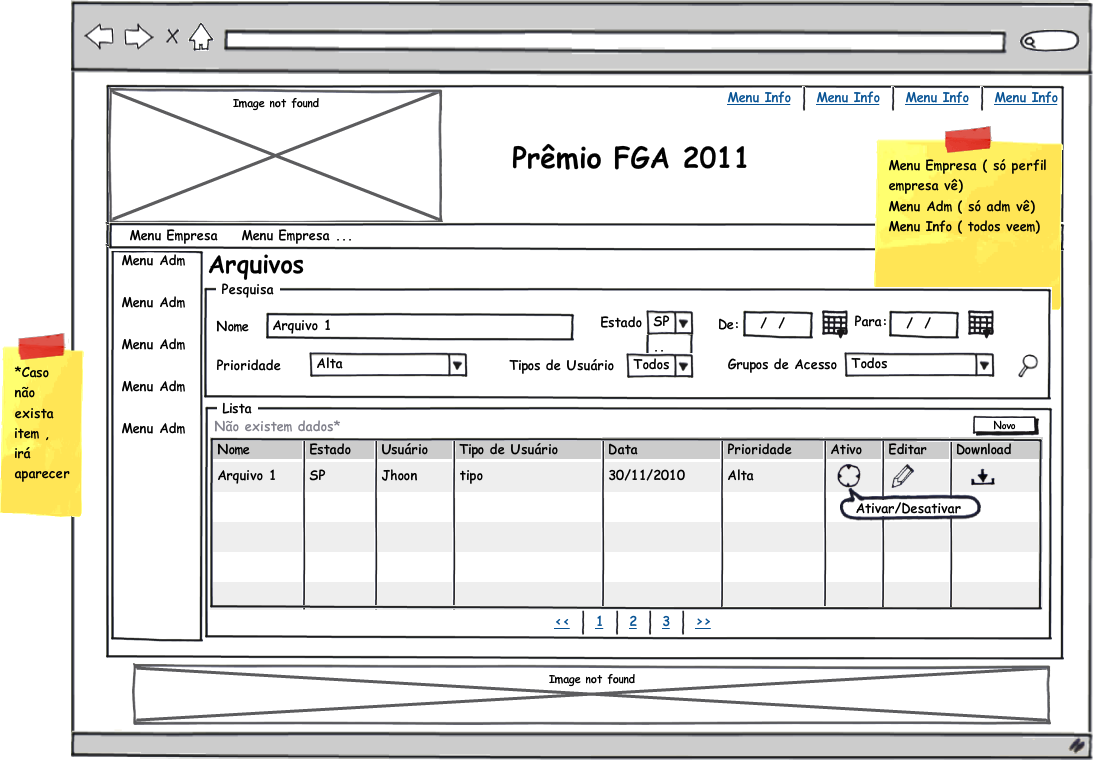 Image not found
Menu Info
Menu Info
Menu Info
Menu Info
Prêmio FGA 2011
Menu Empresa ( só perfil
empresa vê)
Menu Adm ( só adm vê)
Menu Info ( todos veem)
Menu Empresa
Menu Empresa ...
Menu Adm
Menu Adm
Menu Adm
Menu Adm
Menu Adm
*Caso
não
exista
item ,
irá
aparecer
Arquivos
Pesquisa
Nome
Arquivo 1
Estado
SP
..
De:
/ /
Para:
/ /
Prioridade
Alta
Tipos de Usuário
Todos
Grupos de Acesso
Todos
Lista
Não existem dados*
Novo
Nome Estado Usuário Tipo de Usuário Data Prioridade Ativo Editar Download
Arquivo 1 SP Jhoon tipo 30/11/2010 Alta
Ativar/Desativar
<< 1 2 3 >>
Image not found